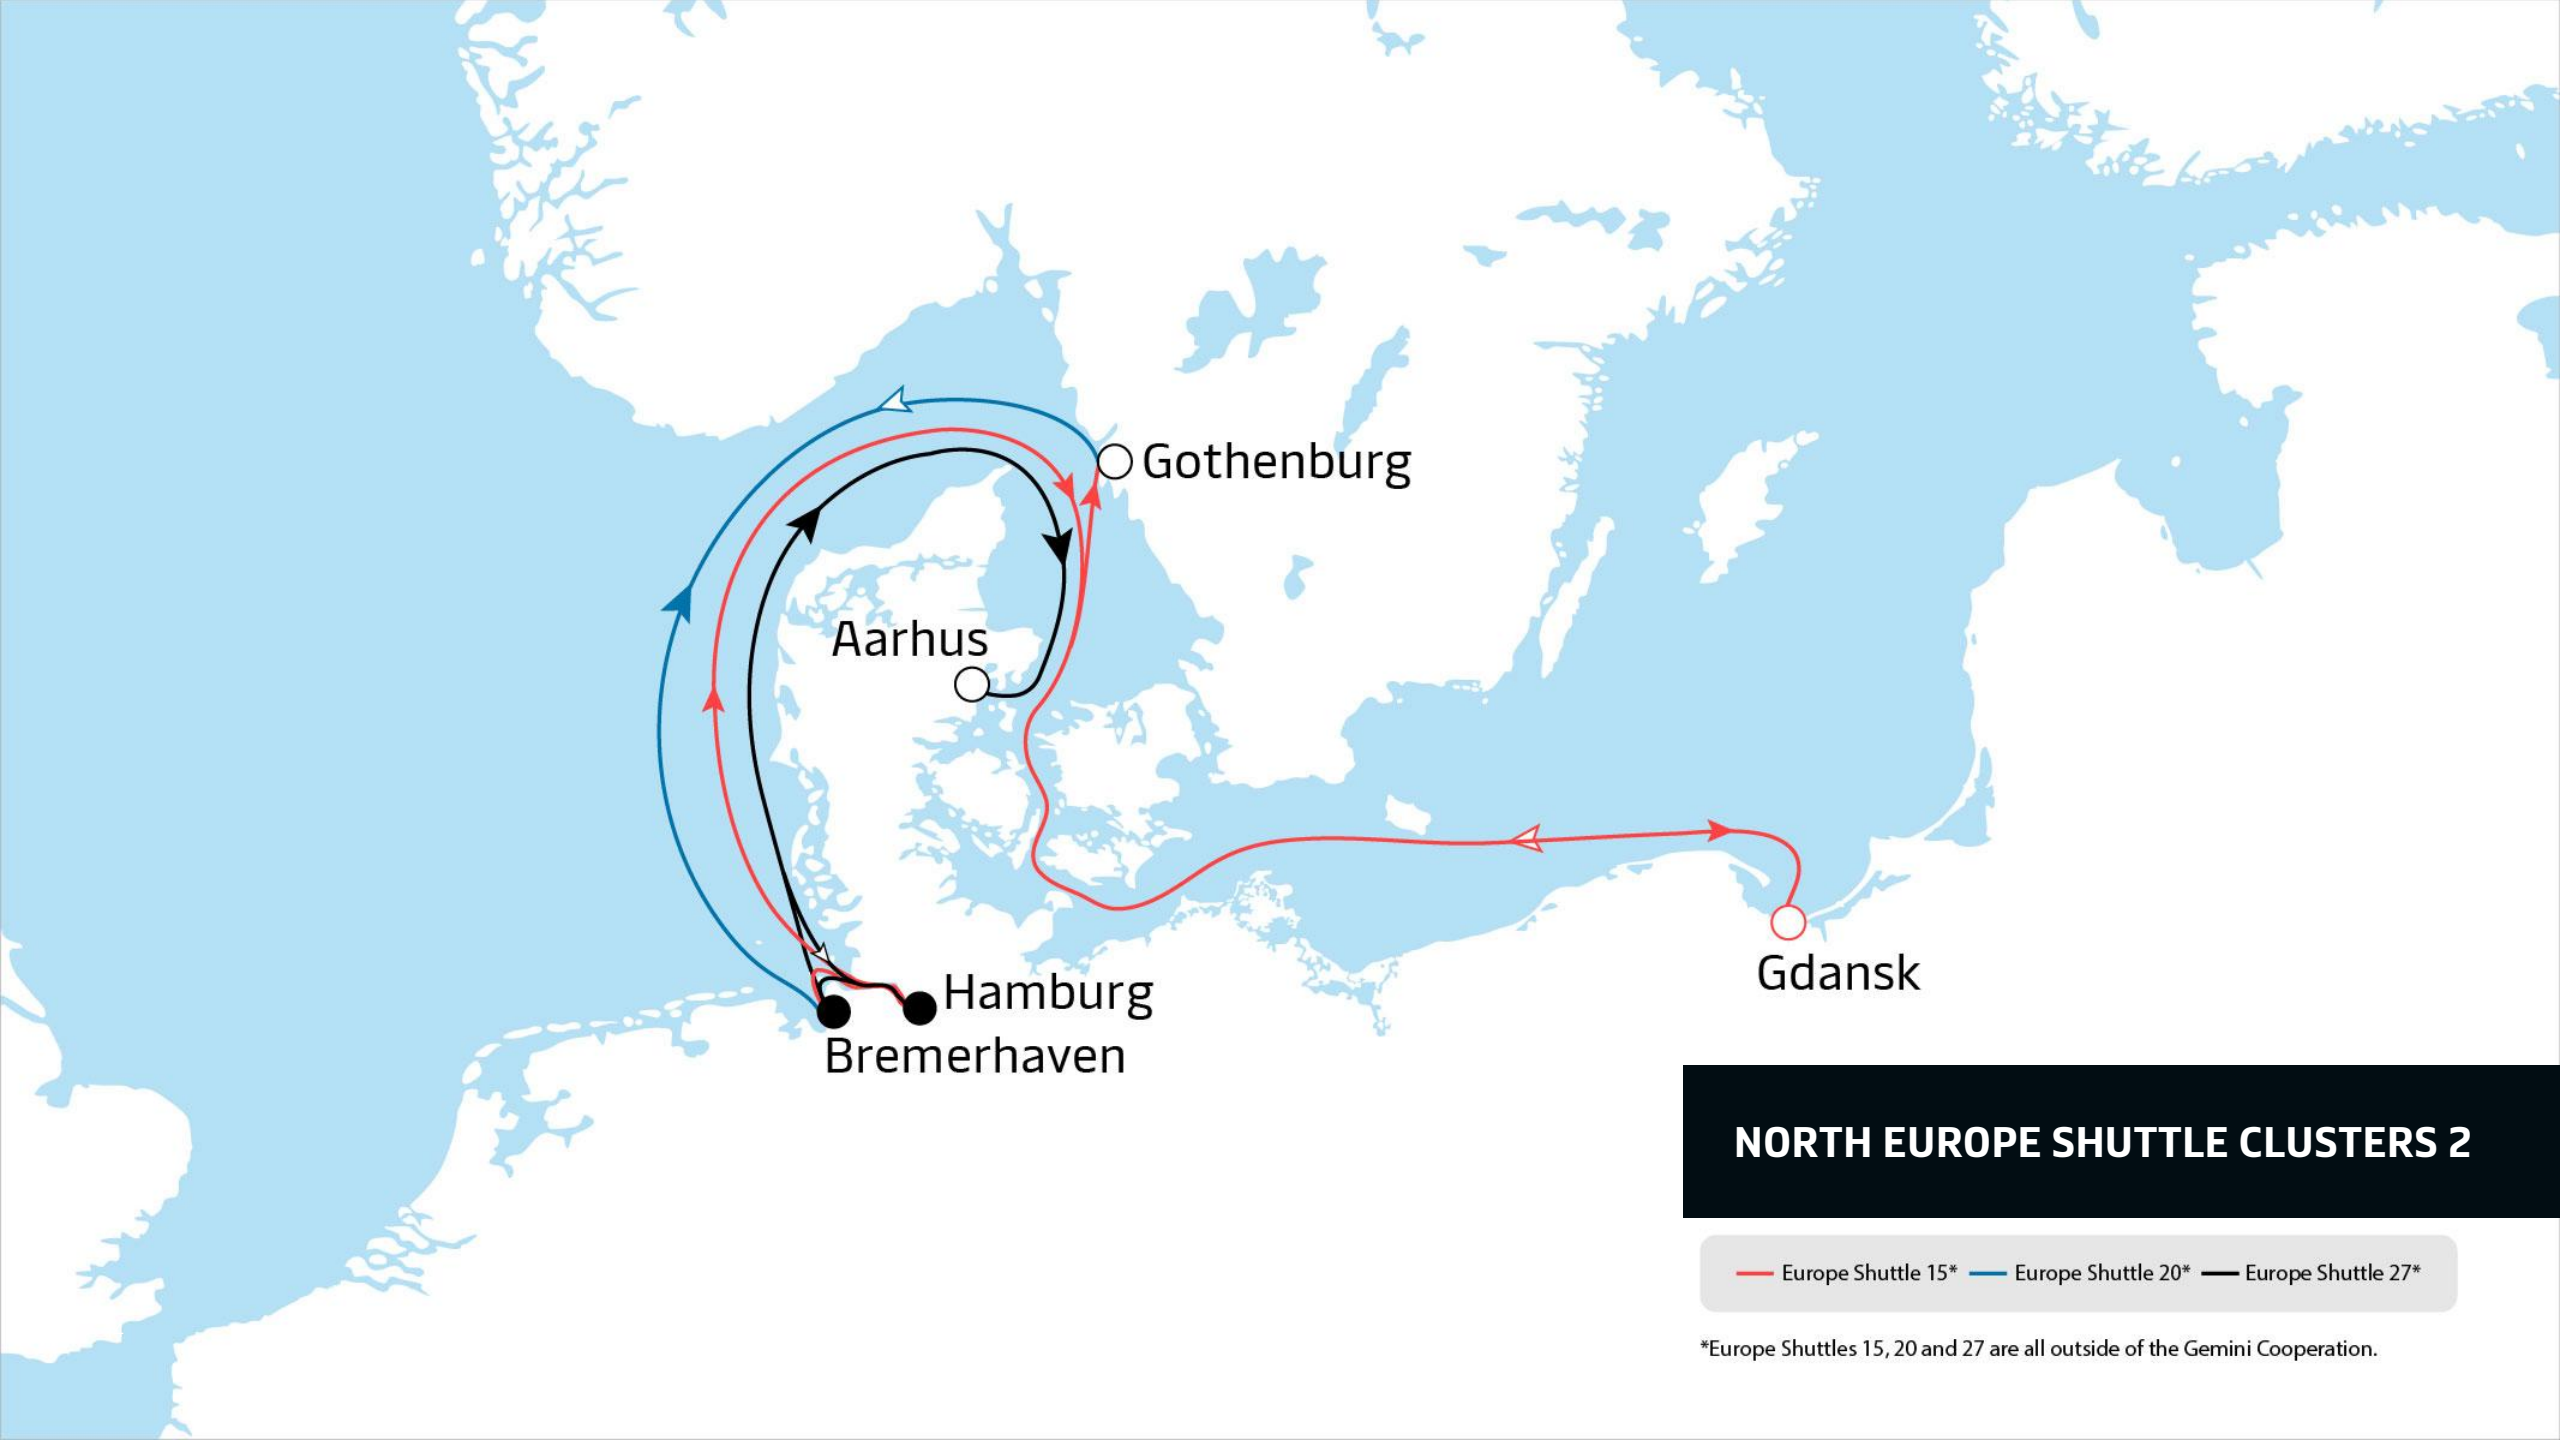 Gothenburg
Aarhus
Hamburg
Gdansk
Bremerhaven
NORTH EUROPE SHUTTLE CLUSTERS 2
Europe Shuttle 15* Europe Shuttle 20* Europe Shuttle 27*
*Europe Shuttles 15, 20 and 27 are all outside of the Gemini Cooperation.